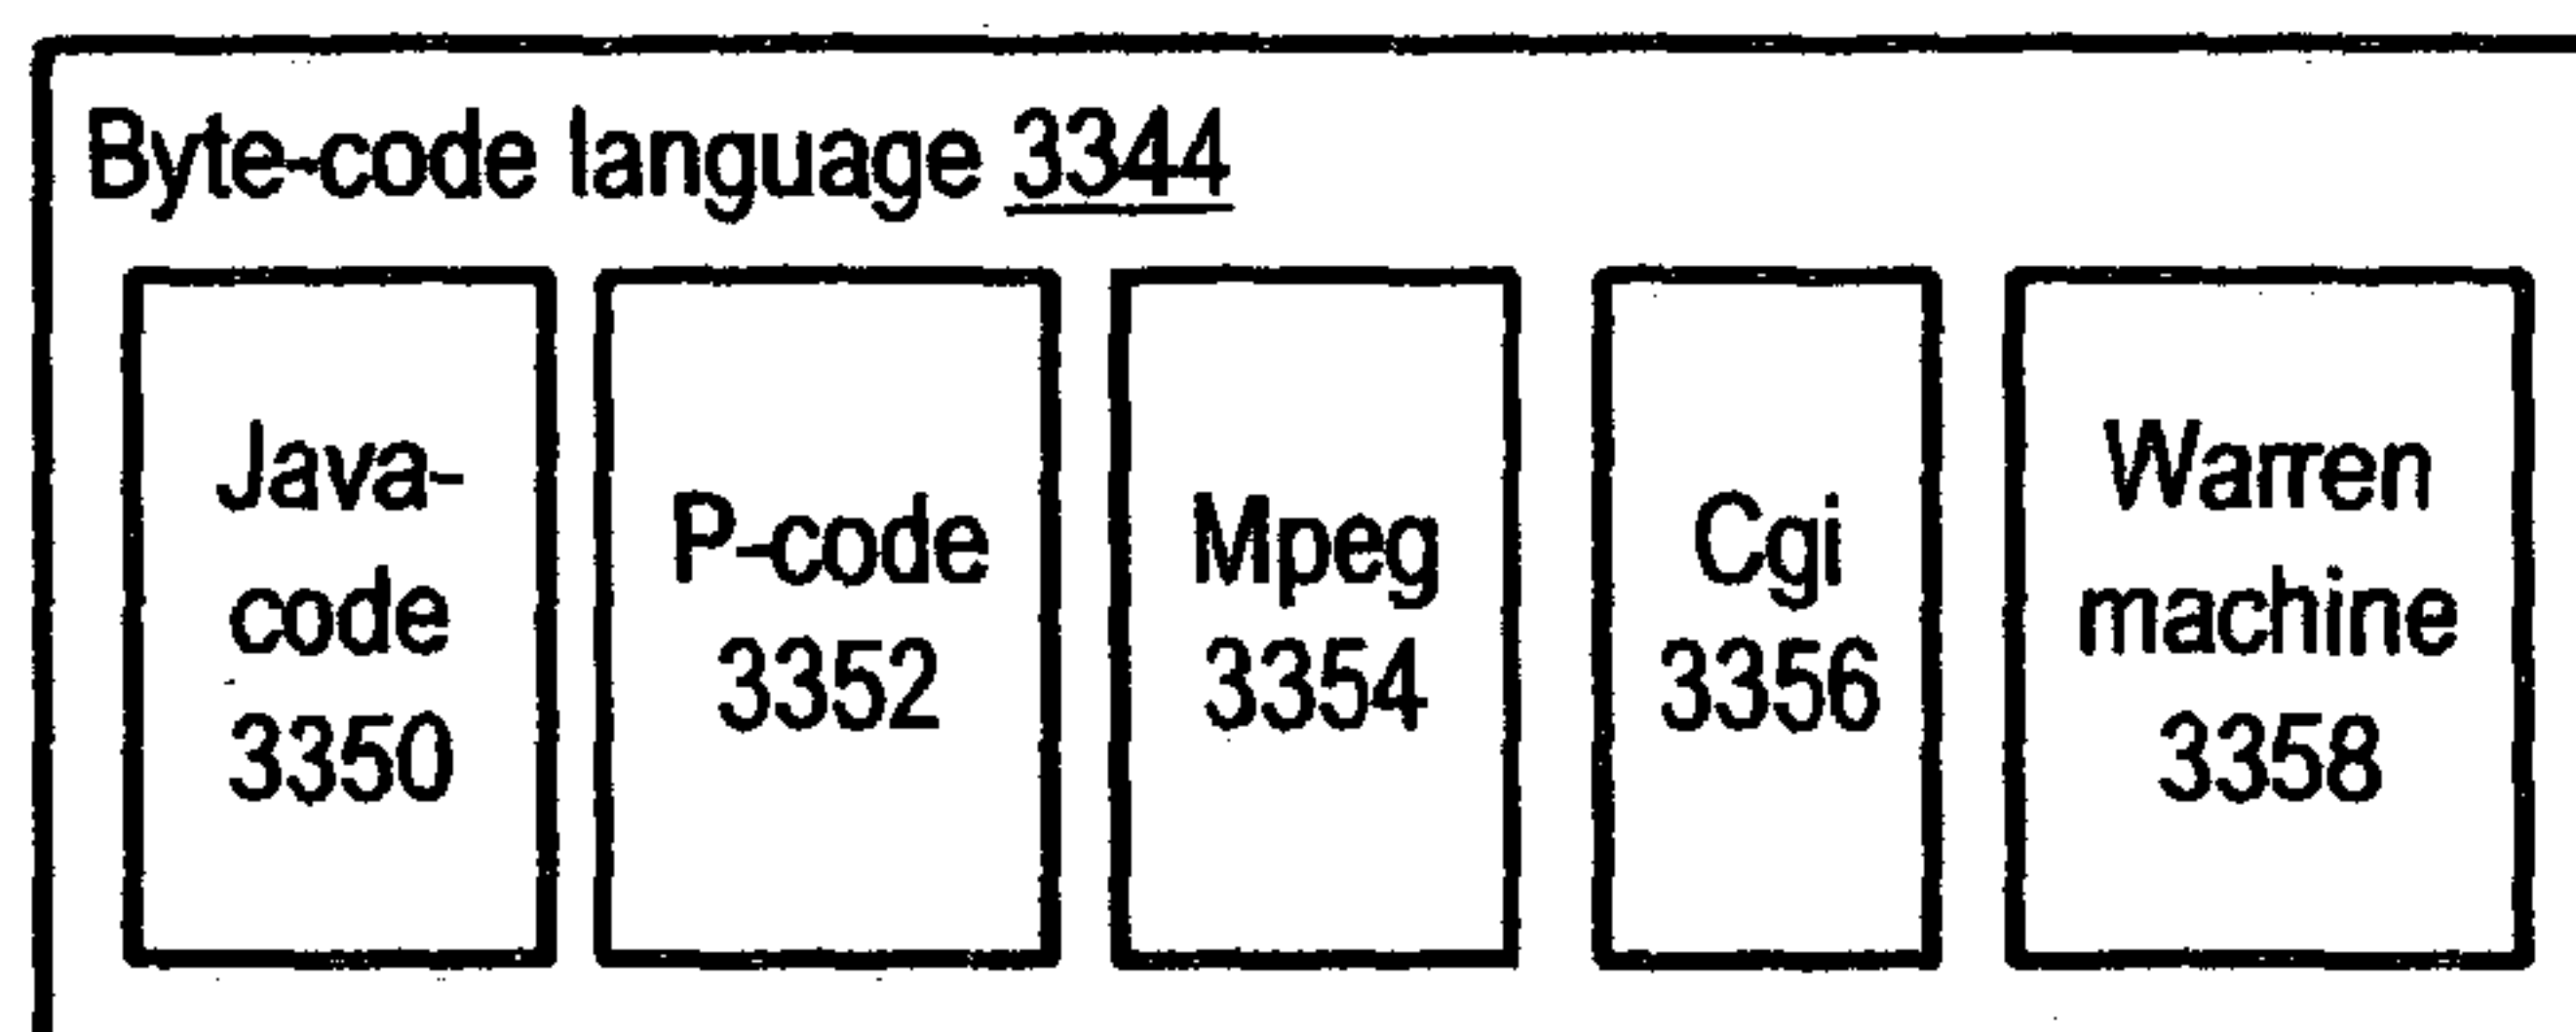 Byte-code language 3344
Java-
code
3350
P-code
3352
Mpeg
3354
Cgi
3356
Warren
machine
3358